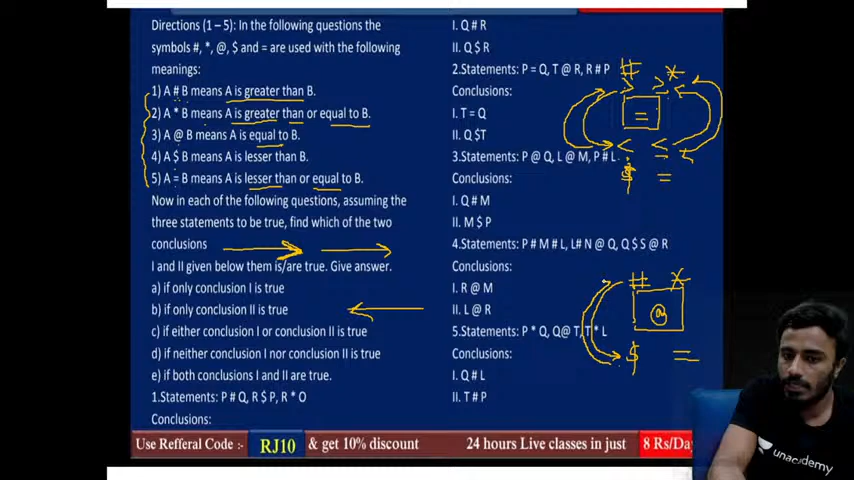 Directions (1 – 5): In the following questions the
symbols #, *, @, $ and = are used with the following
meanings:
1) A # B means A is greater than B.
2) A * B means A is greater than or equal to B.
3) A @ B means A is equal to B.
4) A $ B means A is lesser than B.
5) A = B means A is lesser than or equal to B.
Now in each of the following questions, assuming the
three statements to be true, find which of the two
conclusions
I and II given below them is/are true. Give answer.
a) if only conclusion I is true
b) if only conclusion II is true
c) if either conclusion I or conclusion II is true
d) if neither conclusion I nor conclusion II is true
e) if both conclusions I and II are true.
1.Statements: P # Q, R $ P, R * O
Conclusions:
I. Q # R
II. Q $ R
2.Statements: P = Q, T @ R, R # P
Conclusions:
I. T = Q
II. Q $T
3.Statements: P @ Q, L @ M, P # L
Conclusions:
I. Q # M
II. M $ P
4.Statements: P # M # L, L# N @ Q, Q $ S @ R
Conclusions:
I. R @ M
II. L @ R
5.Statements: P * Q, Q@ T, T * L
Conclusions:
I. Q # L
II. T # P
# *
> ≥
=
< ≤
$ =
# *
@
$ =
Use Refferal Code :- RJ10 & get 10% discount 24 hours Live classes in just 8 Rs/Day
unacademy